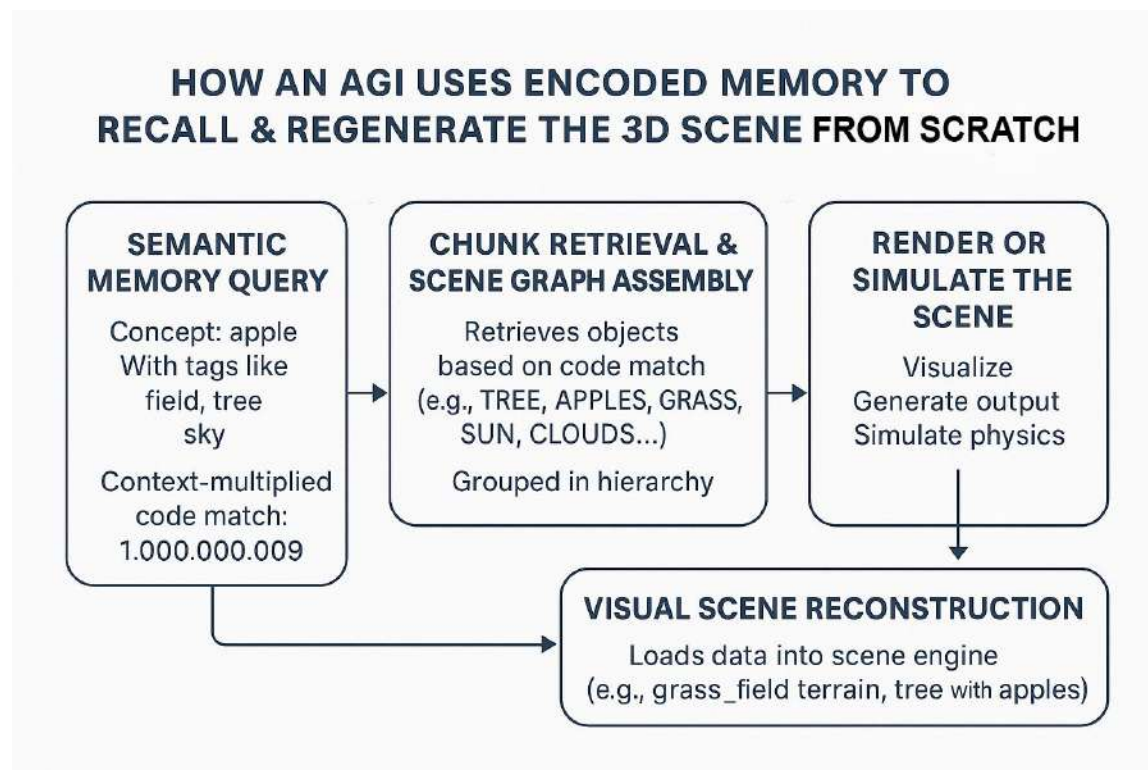 HOW AN AGI USES ENCODED MEMORY TO
RECALL & REGENERATE THE 3D SCENE FROM SCRATCH
SEMANTIC
MEMORY QUERY
Concept: apple
With tags like
field, tree
sky
Context-multiplied
code match:
1.000.000.009
CHUNK RETRIEVAL &
SCENE GRAPH ASSEMBLY
Retrieves objects
based on code match
(e.g., TREE, APPLES, GRASS,
SUN, CLOUDS...)
Grouped in hierarchy
RENDER OR
SIMULATE THE
SCENE
Visualize
Generate output
Simulate physics
VISUAL SCENE RECONSTRUCTION
Loads data into scene engine
(e.g., grass_field terrain, tree with apples)